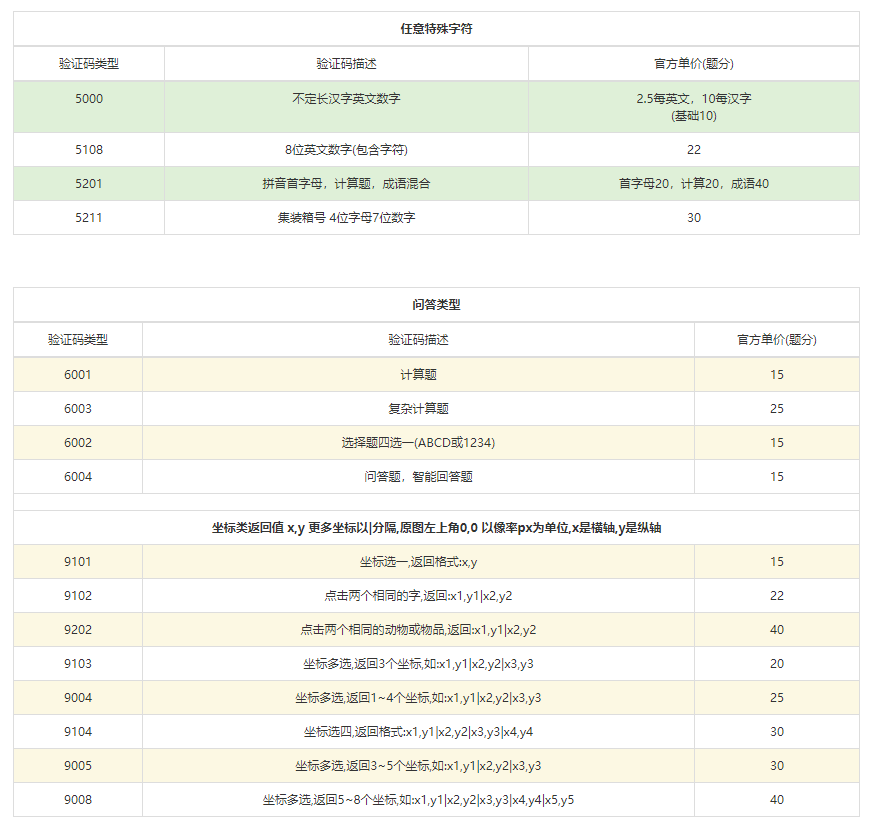 任意特殊字符
验证码类型 验证码描述 官方单价(题分)
5000 不定长汉字英文数字 2.5每英文，10每汉字
(基础10)
5108 8位英文数字(包含字符) 22
5201 拼音首字母，计算题，成语混合 首字母20，计算20，成语40
5211 集装箱号 4位字母7位数字 30
问答类型
验证码类型 验证码描述 官方单价(题分)
6001 计算题 15
6003 复杂计算题 25
6002 选择题四选一(ABCD或1234) 15
6004 问答题，智能回答题 15
坐标类返回值 x,y 更多坐标以|分隔,原图左上角0,0 以像率px为单位,x是横轴,y是纵轴
9101 坐标选一,返回格式:x,y 15
9102 点击两个相同的字,返回:x1,y1|x2,y2 22
9202 点击两个相同的动物或物品,返回:x1,y1|x2,y2 40
9103 坐标多选,返回3个坐标,如:x1,y1|x2,y2|x3,y3 20
9004 坐标多选,返回1~4个坐标,如:x1,y1|x2,y2|x3,y3 25
9104 坐标选四,返回格式:x1,y1|x2,y2|x3,y3|x4,y4 30
9005 坐标多选,返回3~5个坐标,如:x1,y1|x2,y2|x3,y3 30
9008 坐标多选,返回5~8个坐标,如:x1,y1|x2,y2|x3,y3|x4,y4|x5,y5 40